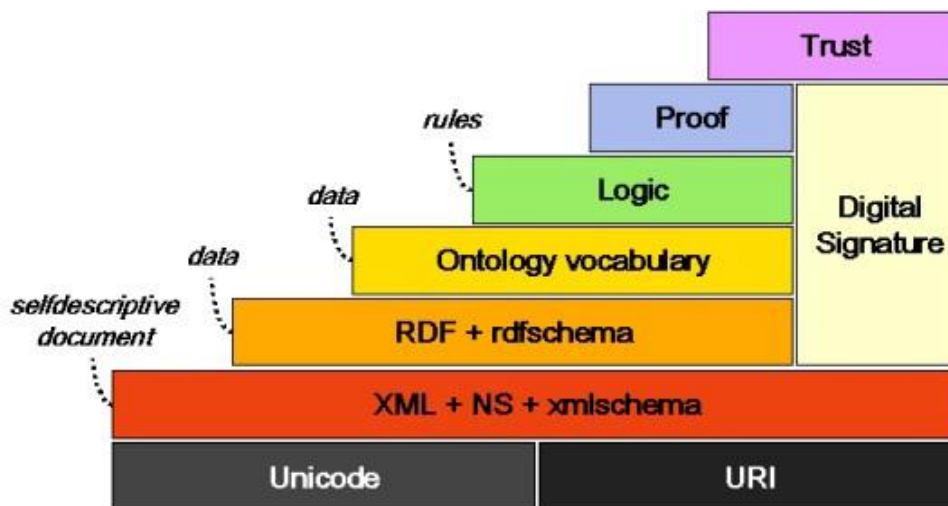 Trust
Proof
rules
Logic
Digital
Signature
data
Ontology vocabulary
data
RDF + rdfschema
selfdescriptive
document
XML + NS + xmlschema
Unicode
URI